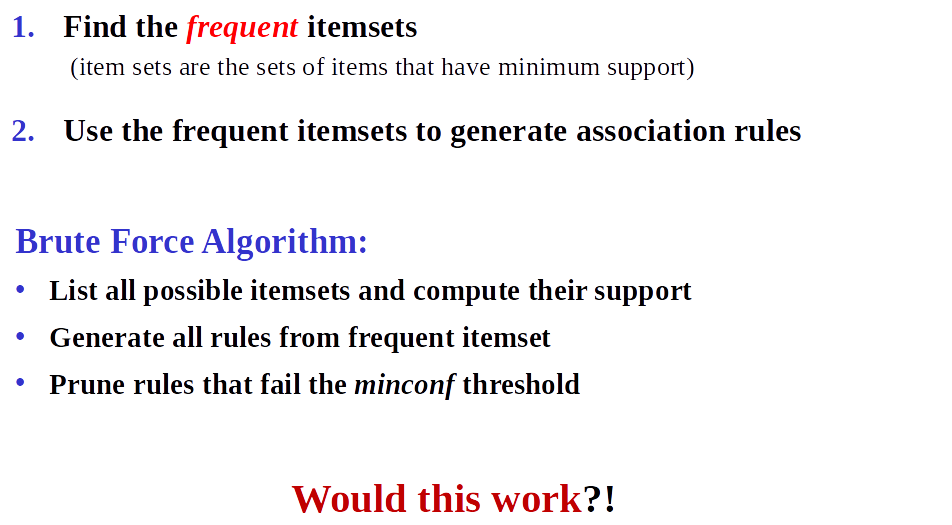 1. Find the frequent itemsets
(item sets are the sets of items that have minimum support)
2. Use the frequent itemsets to generate association rules
Brute Force Algorithm:
• List all possible itemsets and compute their support
• Generate all rules from frequent itemset
• Prune rules that fail the minconf threshold
Would this work?!